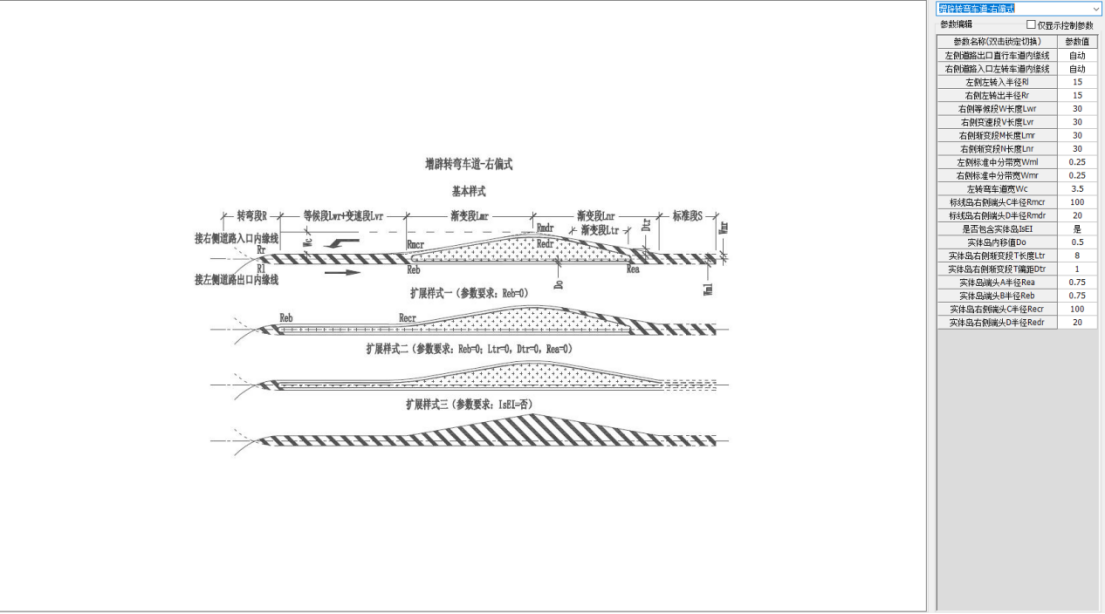 增辟转弯车道-右偏式
参数编辑
仅显示控制参数
参数名称(双击锁定切换) 参数值
左侧道路出口直行车道内缘线 自动
右侧道路入口左转车道内缘线 自动
左侧左转入半径Rl 15
右侧左转出半径Rr 15
右侧等候段W长度Lwr 30
右侧变速段V长度Lvr 30
右侧渐变段M长度Lmr 30
右侧渐变段N长度Lnr 30
左侧标准中分带宽Wml 0.25
右侧标准中分带宽Wmr 0.25
左转弯车道宽Wc 3.5
标线岛右侧端头C半径Rmcr 100
标线岛右侧端头D半径Rmdr 20
是否包含实体岛IsEI 是
实体岛内移值Do 0.5
实体岛右侧渐变段T长度Ltr 8
实体岛右侧渐变段T偏距Dtr 1
实体岛端头A半径Rea 0.75
实体岛端头B半径Reb 0.75
实体岛右侧端头C半径Recr 100
实体岛右侧端头D半径Redr 20
增辟转弯车道-右偏式
基本样式
转弯段R 等候段Lwr+变速段Lvr 渐变段Lmr 渐变段Lnr 标准段S
Rmdr 渐变段Ltr Dtr Wmr
接右侧道路入口内缘线 Wc Rmcr Redr
Rr
Rl Reb Rea
接左侧道路出口内缘线 Do Wml
扩展样式一（参数要求：Reb=0）
Reb Recr
扩展样式二（参数要求：Reb=0；Ltr=0，Dtr=0，Rea=0）
扩展样式三（参数要求：IsEI=否）